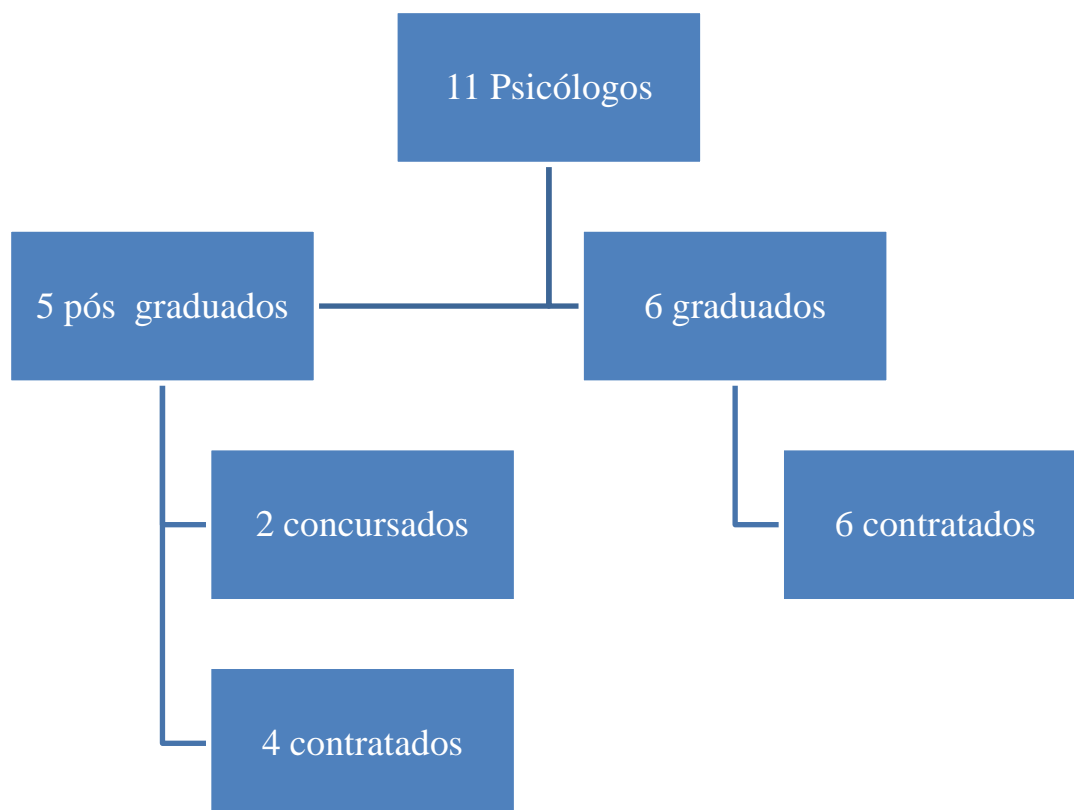 11 Psicólogos
5 pós graduados
6 graduados
2 concursados
6 contratados
4 contratados